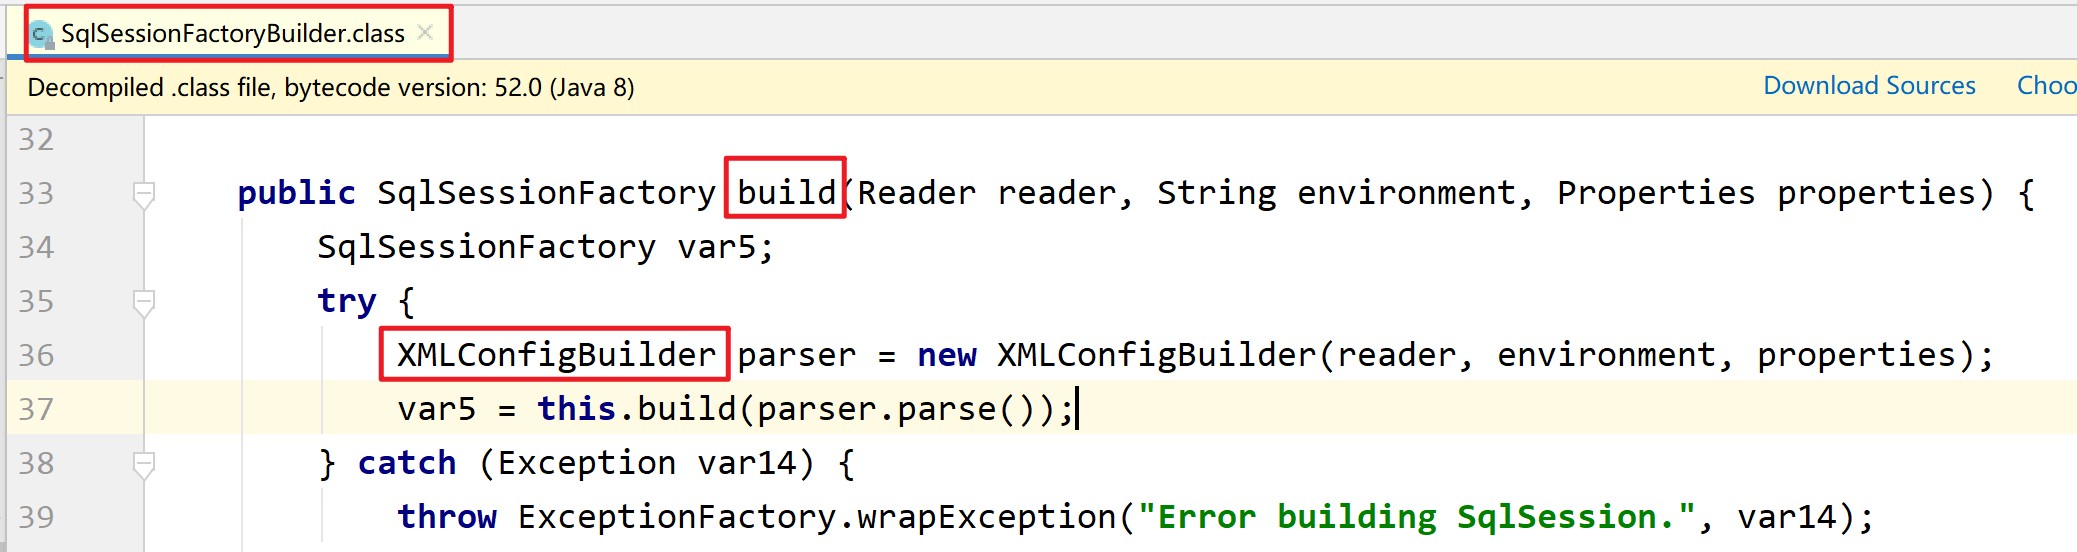 SqlSessionFactoryBuilder.class
Decompiled .class file, bytecode version: 52.0 (Java 8) Download Sources Choo
32
33 public SqlSessionFactory build(Reader reader, String environment, Properties properties) {
34 SqlSessionFactory var5;
35 try {
36 XMLConfigBuilder parser = new XMLConfigBuilder(reader, environment, properties);
37 var5 = this.build(parser.parse());
38 } catch (Exception var14) {
39 throw ExceptionFactory.wrapException("Error building SqlSession.", var14);